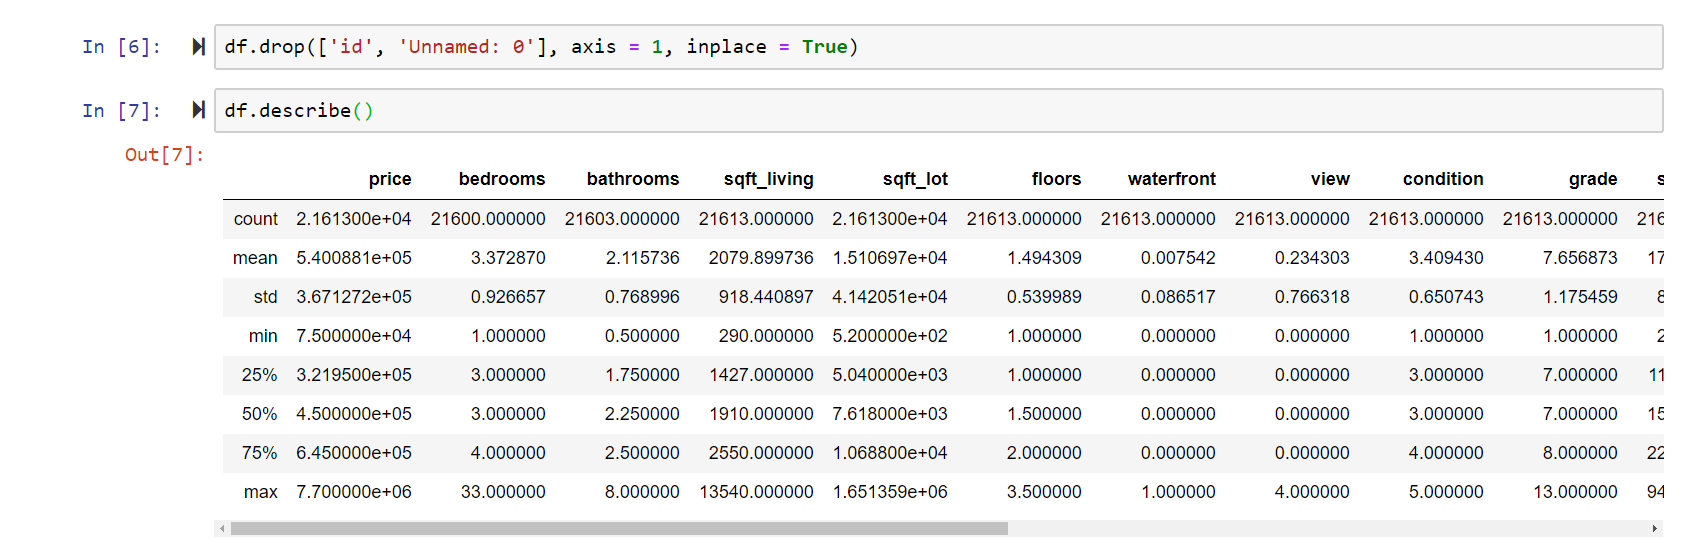 In [6]: df.drop(['id', 'Unnamed: 0'], axis = 1, inplace = True)
In [7]: df.describe()
Out[7]:
price bedrooms bathrooms sqft_living sqft_lot floors waterfront view condition grade s
count 2.161300e+04 21600.000000 21603.000000 21613.000000 2.161300e+04 21613.000000 21613.000000 21613.000000 21613.000000 21613.000000 216
mean 5.400881e+05 3.372870 2.115736 2079.899736 1.510697e+04 1.494309 0.007542 0.234303 3.409430 7.656873 17
std 3.671272e+05 0.926657 0.768996 918.440897 4.142051e+04 0.539989 0.086517 0.766318 0.650743 1.175459 8
min 7.500000e+04 1.000000 0.500000 290.000000 5.200000e+02 1.000000 0.000000 0.000000 1.000000 1.000000 2
25% 3.219500e+05 3.000000 1.750000 1427.000000 5.040000e+03 1.000000 0.000000 0.000000 3.000000 7.000000 11
50% 4.500000e+05 3.000000 2.250000 1910.000000 7.618000e+03 1.500000 0.000000 0.000000 3.000000 7.000000 15
75% 6.450000e+05 4.000000 2.500000 2550.000000 1.068800e+04 2.000000 0.000000 0.000000 4.000000 8.000000 22
max 7.700000e+06 33.000000 8.000000 13540.000000 1.651359e+06 3.500000 1.000000 4.000000 5.000000 13.000000 94